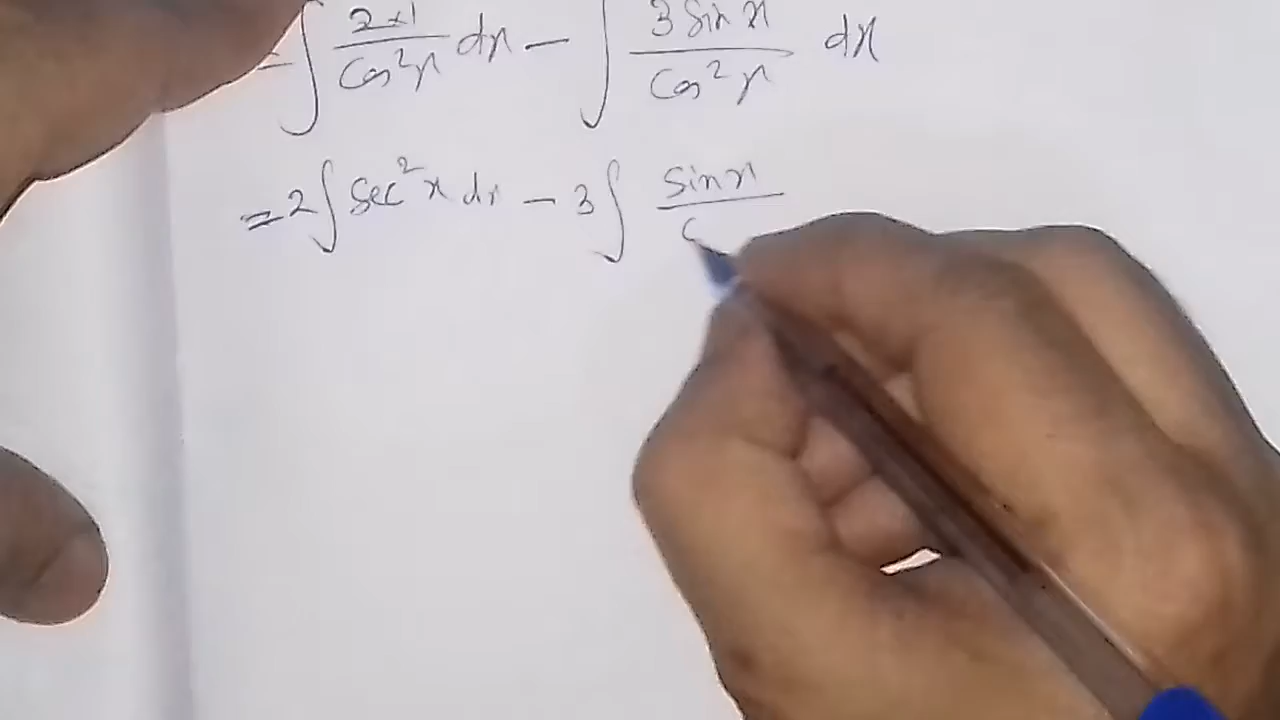 = ∫ 2×1/cos²x dx − ∫ 3 sin x/cos²x dx
= 2 ∫ sec²x dx − 3 ∫ sin x/c